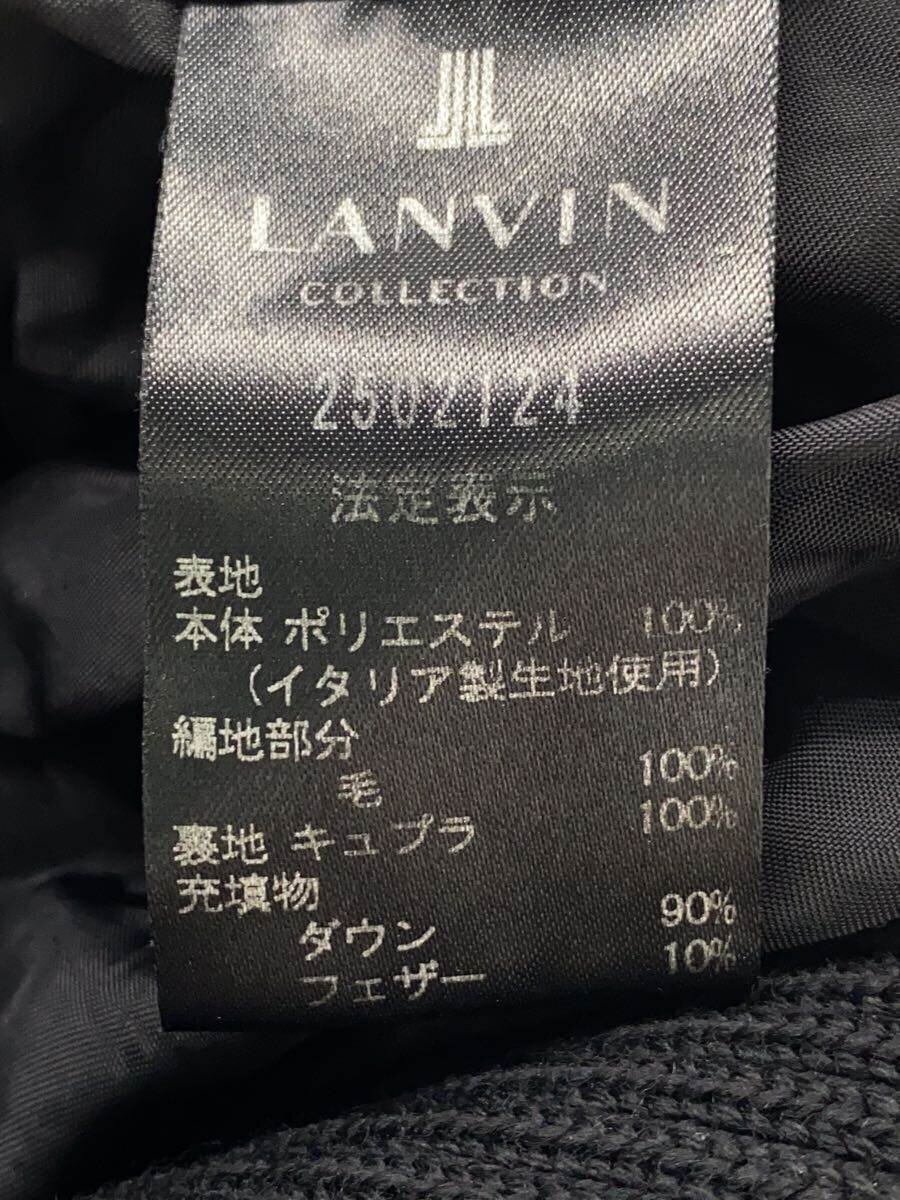 LANVIN
COLLECTION
2502124
法定表示
表地
本体 ポリエステル 100%
(イタリア製生地使用)
編地部分
毛 100%
裏地 キュプラ 100%
充填物
ダウン 90%
フェザー 10%